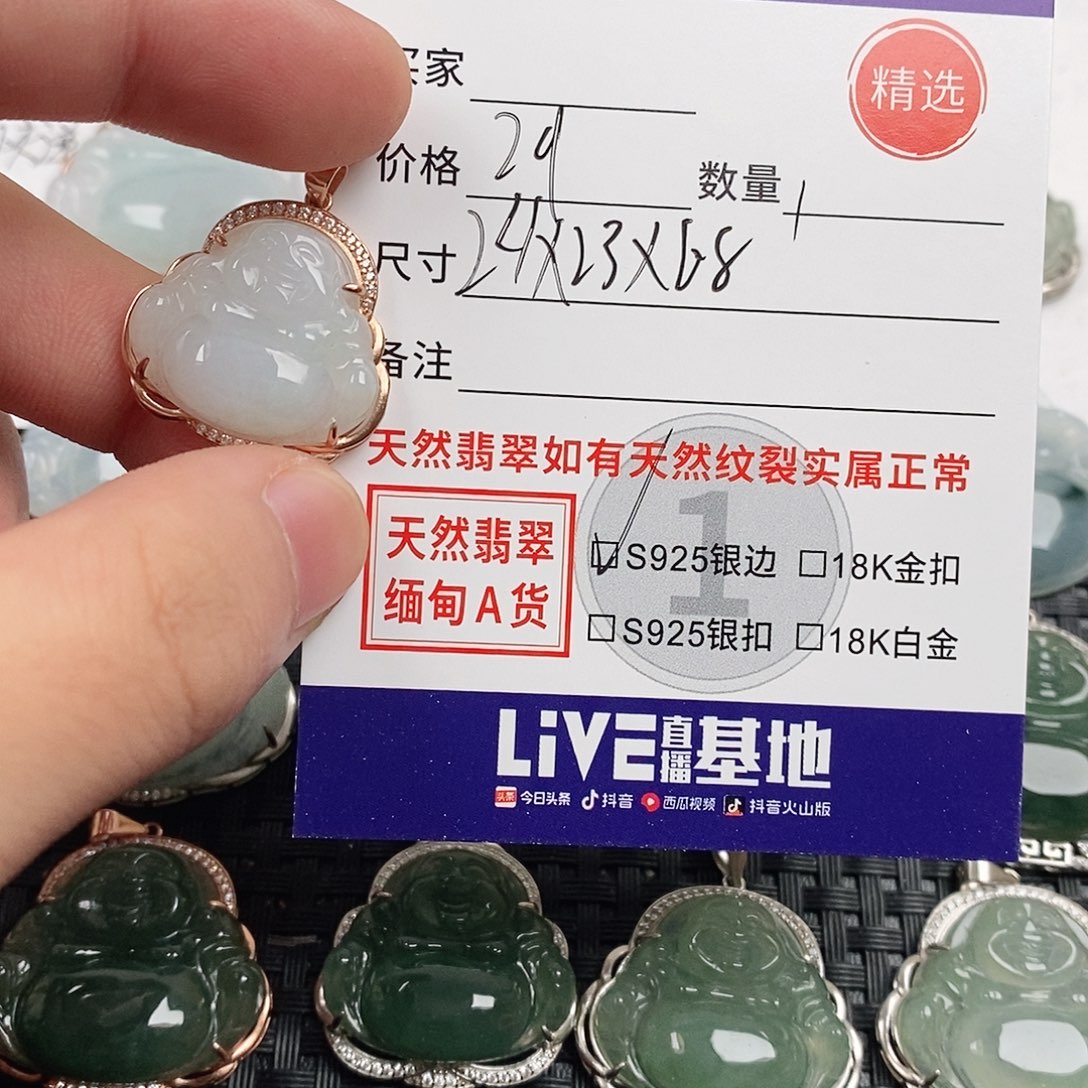 买家
精选
价格 29 数量 1
尺寸 24X23X68
备注
天然翡翠如有天然纹裂实属正常
天然翡翠
缅甸A货
1
☑S925银边 □18K金扣
□S925银扣 □18K白金
LiVE直播基地
头条 今日头条 抖音 西瓜视频 抖音火山版